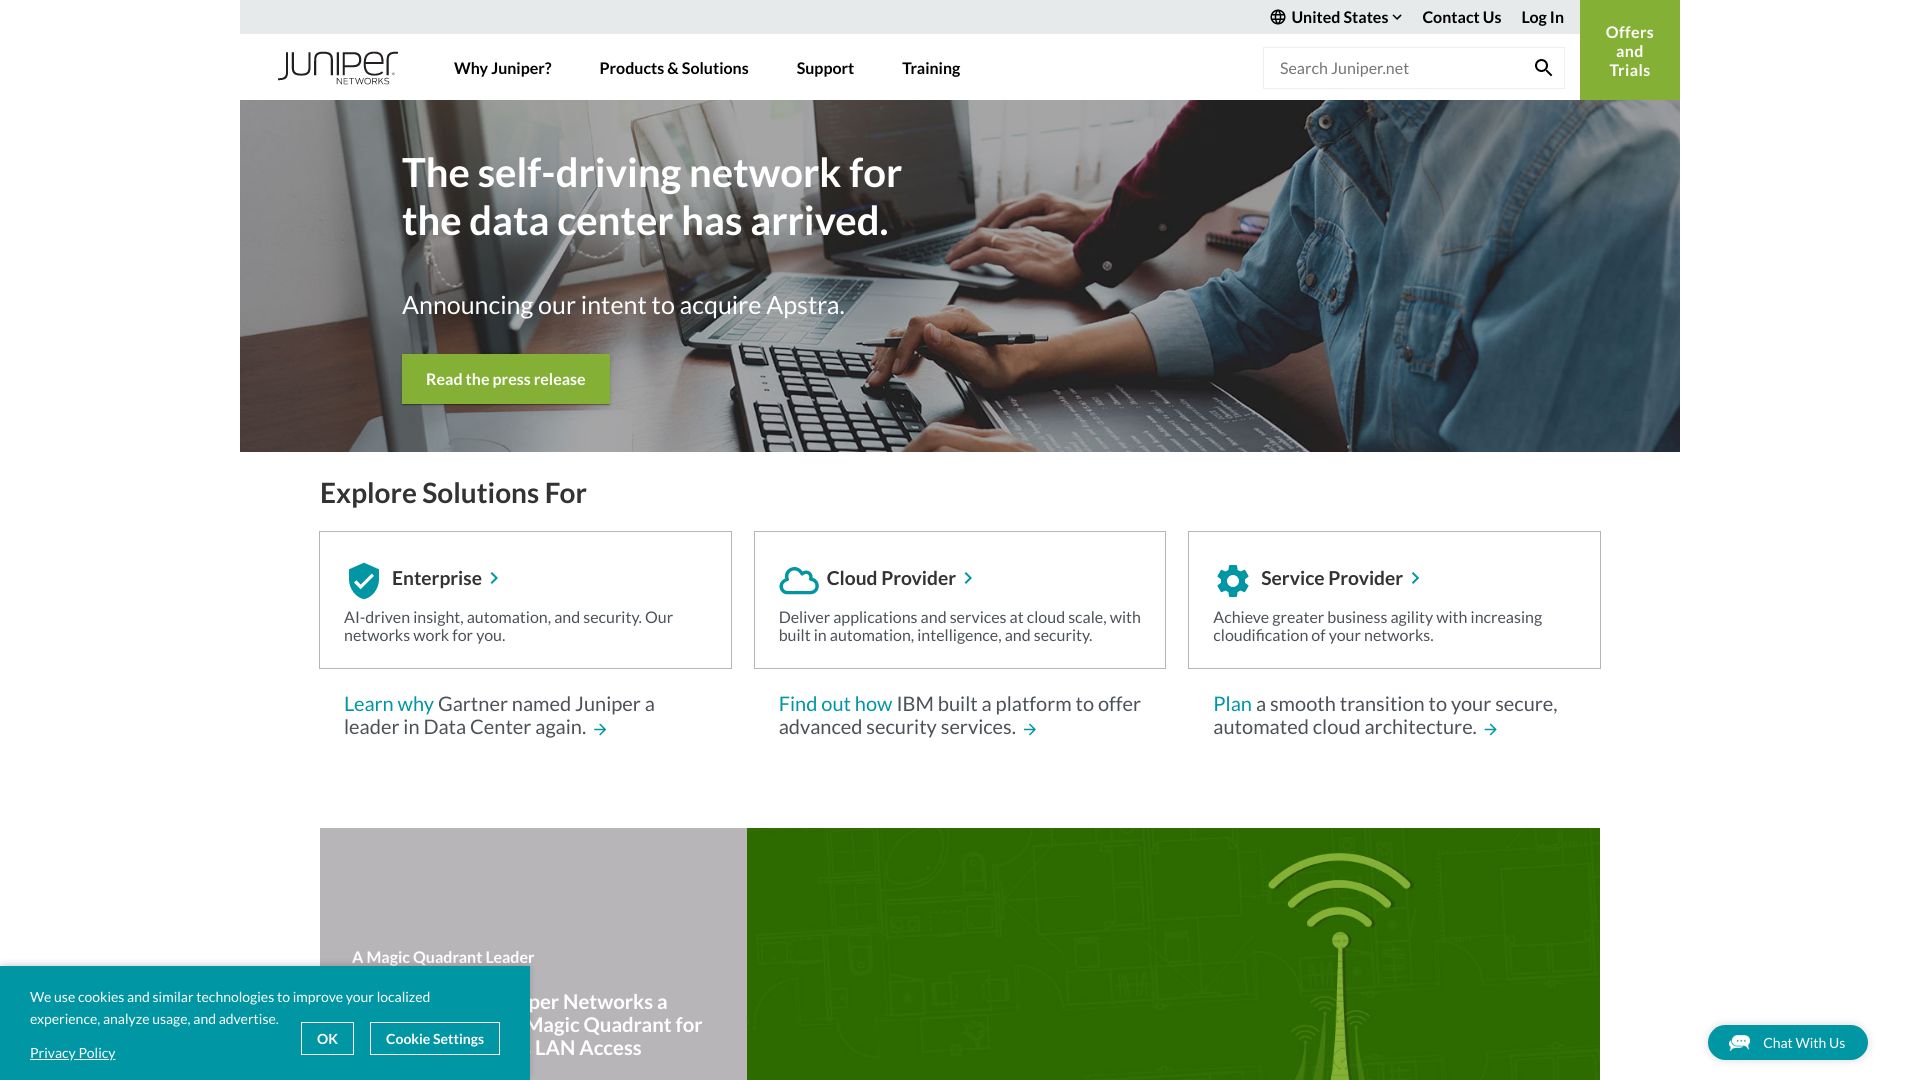 United States
Contact Us
Log In
Offers
and
Trials
JUNIPEr
NETWORKS
Why Juniper?
Products & Solutions
Support
Training
Search Juniper.net
The self-driving network for
the data center has arrived.
Announcing our intent to acquire Apstra.
Read the press release
Explore Solutions For
Enterprise
AI-driven insight, automation, and security. Our
networks work for you.
Cloud Provider
Deliver applications and services at cloud scale, with
built in automation, intelligence, and security.
Service Provider
Achieve greater business agility with increasing
cloudification of your networks.
Learn why Gartner named Juniper a
leader in Data Center again.
Find out how IBM built a platform to offer
advanced security services.
Plan a smooth transition to your secure,
automated cloud architecture.
A Magic Quadrant Leader
per Networks a
Magic Quadrant for
LAN Access
We use cookies and similar technologies to improve your localized
experience, analyze usage, and advertise.
OK
Cookie Settings
Privacy Policy
Chat With Us